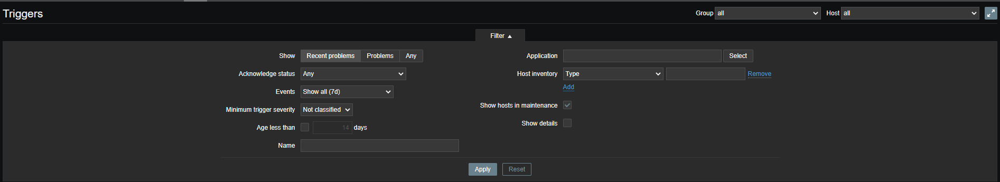 Triggers
Group all Host all
Filter
Show Recent problems Problems Any
Acknowledge status Any
Events Show all (7d)
Minimum trigger severity Not classified
Age less than 14 days
Name
Application Select
Host inventory Type Remove
Add
Show hosts in maintenance
Show details
Apply Reset